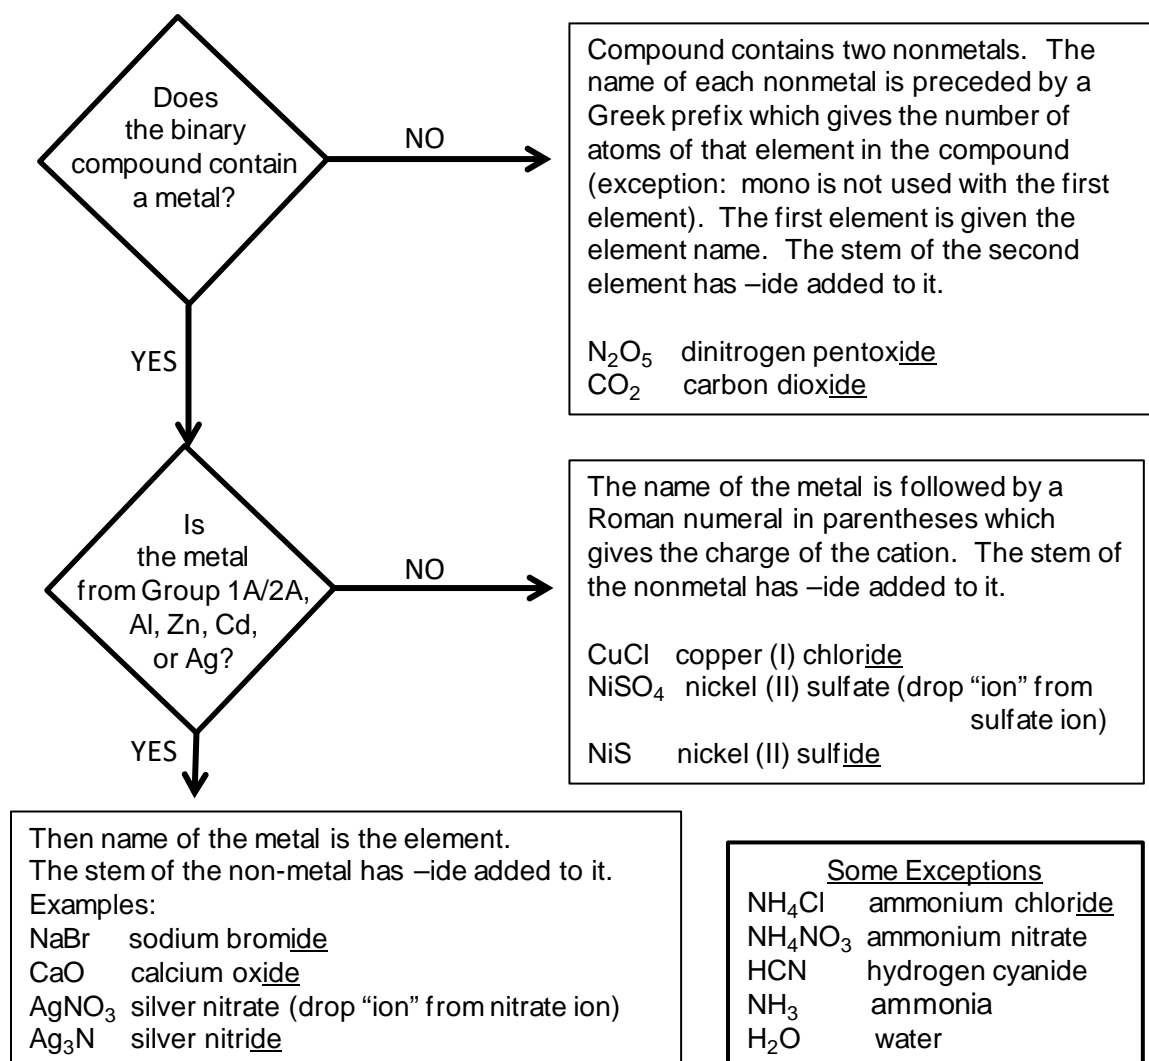 Does
the binary
compound contain
a metal?
NO
Compound contains two nonmetals. The
name of each nonmetal is preceded by a
Greek prefix which gives the number of
atoms of that element in the compound
(exception: mono is not used with the first
element). The first element is given the
element name. The stem of the second
element has –ide added to it.
N₂O₅ dinitrogen pentoxide
CO₂ carbon dioxide
YES
Is
the metal
from Group 1A/2A,
Al, Zn, Cd,
or Ag?
NO
The name of the metal is followed by a
Roman numeral in parentheses which
gives the charge of the cation. The stem of
the nonmetal has –ide added to it.
CuCl copper (I) chloride
NiSO₄ nickel (II) sulfate (drop “ion” from
sulfate ion)
NiS nickel (II) sulfide
YES
Then name of the metal is the element.
The stem of the non-metal has –ide added to it.
Examples:
NaBr sodium bromide
CaO calcium oxide
AgNO₃ silver nitrate (drop “ion” from nitrate ion)
Ag₃N silver nitride
Some Exceptions
NH₄Cl ammonium chloride
NH₄NO₃ ammonium nitrate
HCN hydrogen cyanide
NH₃ ammonia
H₂O water